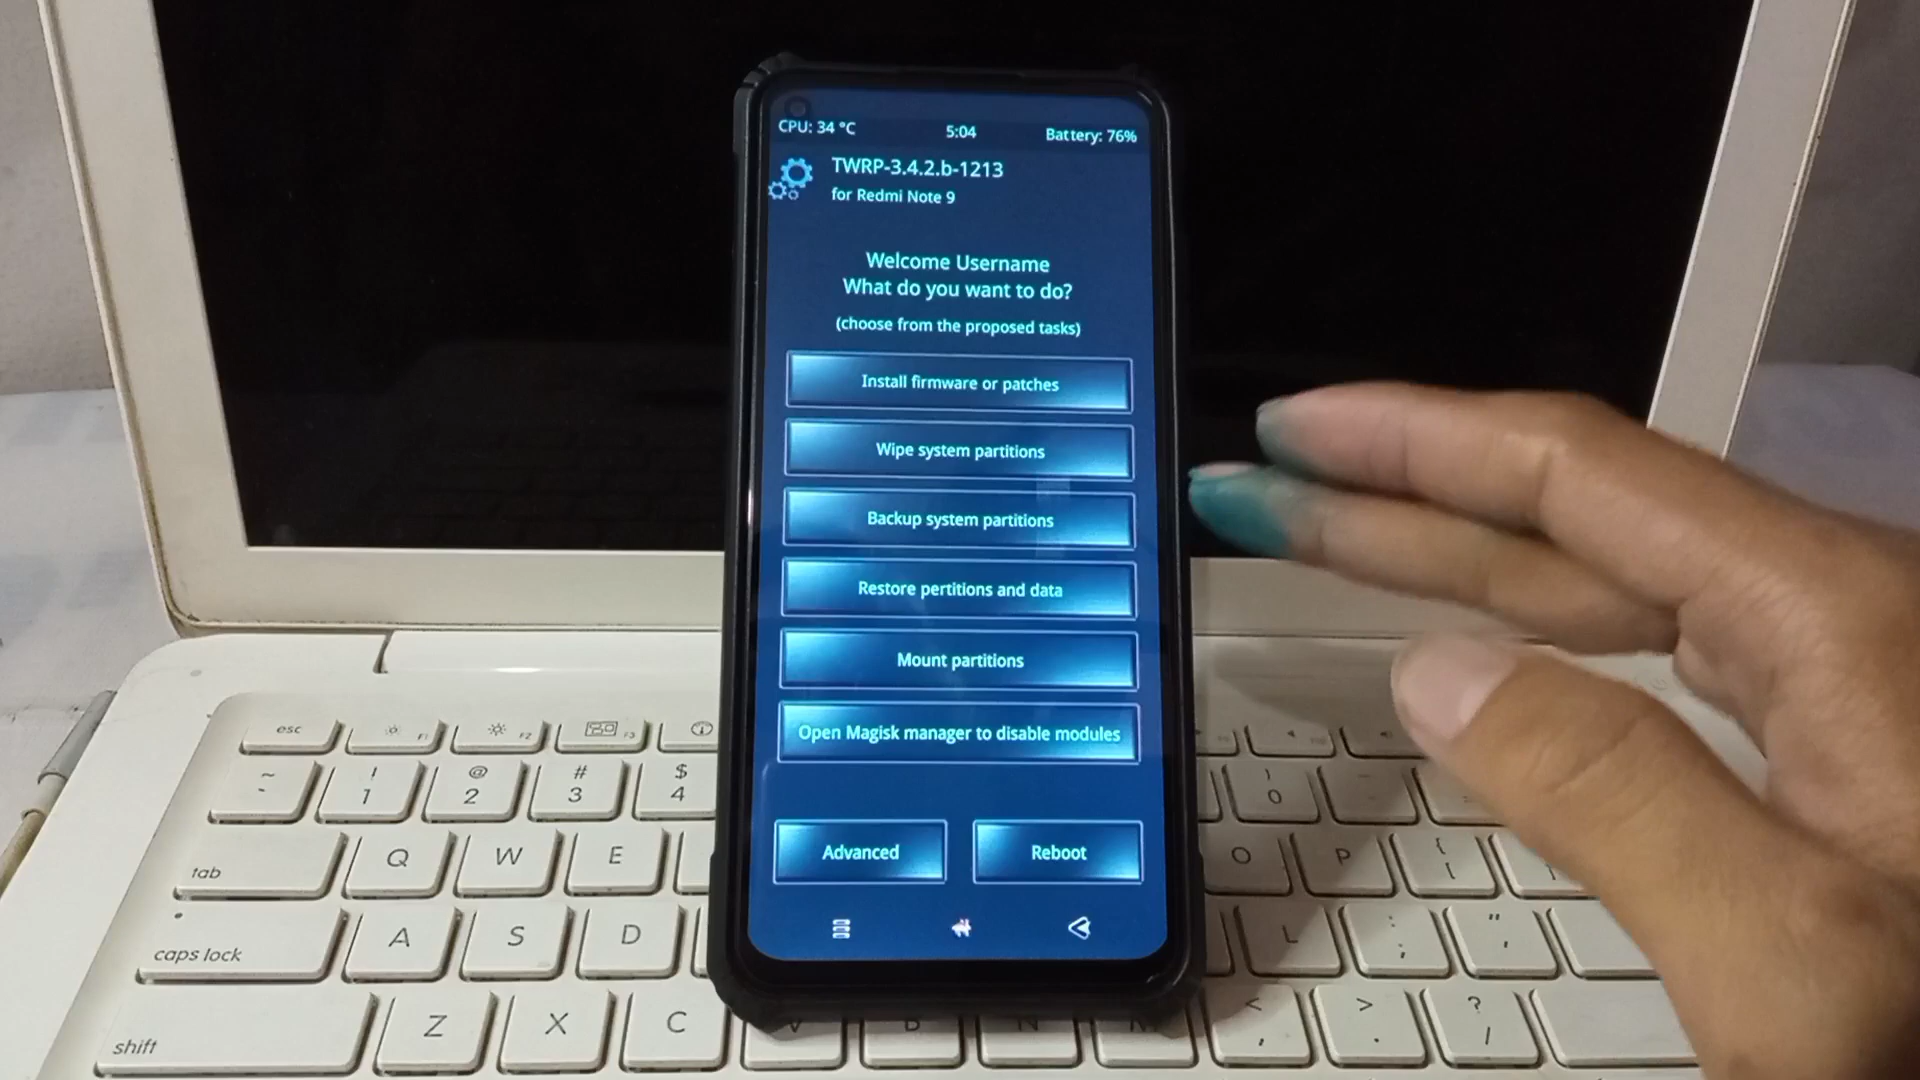 CPU: 34 °C 5:04 Battery: 76%
TWRP-3.4.2.b-1213
for Redmi Note 9
Welcome Username
What do you want to do?
(choose from the proposed tasks)
Install firmware or patches
Wipe system partitions
Backup system partitions
Restore pertitions and data
Mount partitions
Open Magisk manager to disable modules
Advanced Reboot
esc F1 F2 F3
~ ! @ # $ )
` 1 2 3 4 0
tab Q W E O P { [ ]
caps lock A S D L : ; " '
shift Z X C V B N M < , > . ? /